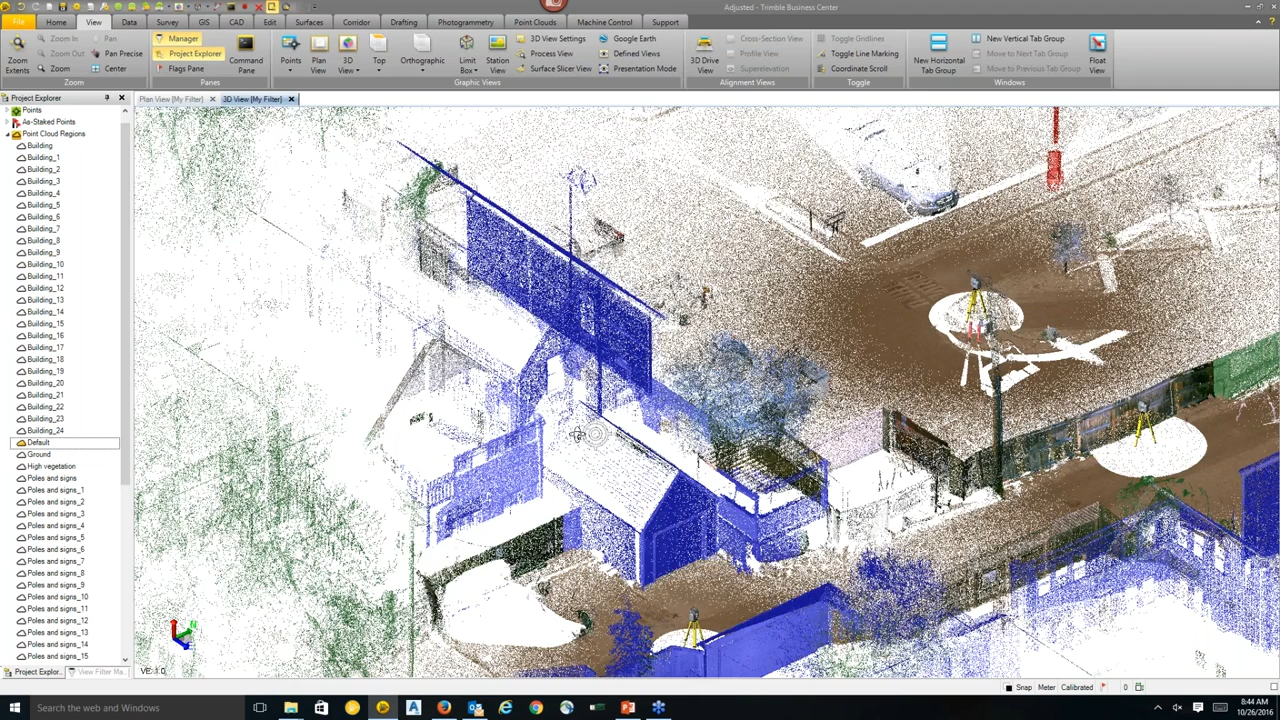 Adjusted - Trimble Business Center
File Home View Data Survey GIS CAD Edit Surfaces Corridor Drafting Photogrammetry Point Clouds Machine Control Support
Zoom Extents
Zoom In Pan
Zoom Out Pan Precise
Zoom Center
Zoom
Manager
Project Explorer
Flags Pane
Command Pane
Panes
Points
Plan View
3D View
Top
Orthographic
Limit Box
Station View
3D View Settings Google Earth
Process View Defined Views
Surface Slicer View Presentation Mode
Graphic Views
3D Drive View
Cross-Section View
Profile View
Superelevation
Alignment Views
Toggle Gridlines
Toggle Line Marking
Coordinate Scroll
Toggle
New Horizontal Tab Group
New Vertical Tab Group
Move to Next Tab Group
Move to Previous Tab Group
Float View
Windows
Project Explorer
Plan View [My Filter] 3D View [My Filter]
Points
As-Staked Points
Point Cloud Regions
Building
Building_1
Building_2
Building_3
Building_4
Building_5
Building_6
Building_7
Building_8
Building_9
Building_10
Building_11
Building_12
Building_13
Building_14
Building_15
Building_16
Building_17
Building_18
Building_19
Building_20
Building_21
Building_22
Building_23
Building_24
Default
Ground
High vegetation
Poles and signs
Poles and signs_1
Poles and signs_2
Poles and signs_3
Poles and signs_4
Poles and signs_5
Poles and signs_6
Poles and signs_7
Poles and signs_8
Poles and signs_9
Poles and signs_10
Poles and signs_11
Poles and signs_12
Poles and signs_13
Poles and signs_14
Poles and signs_15
Project Explor... View Filter Ma...
VE: 1.0
Snap Meter Calibrated 0
Search the web and Windows
8:44 AM
10/26/2016